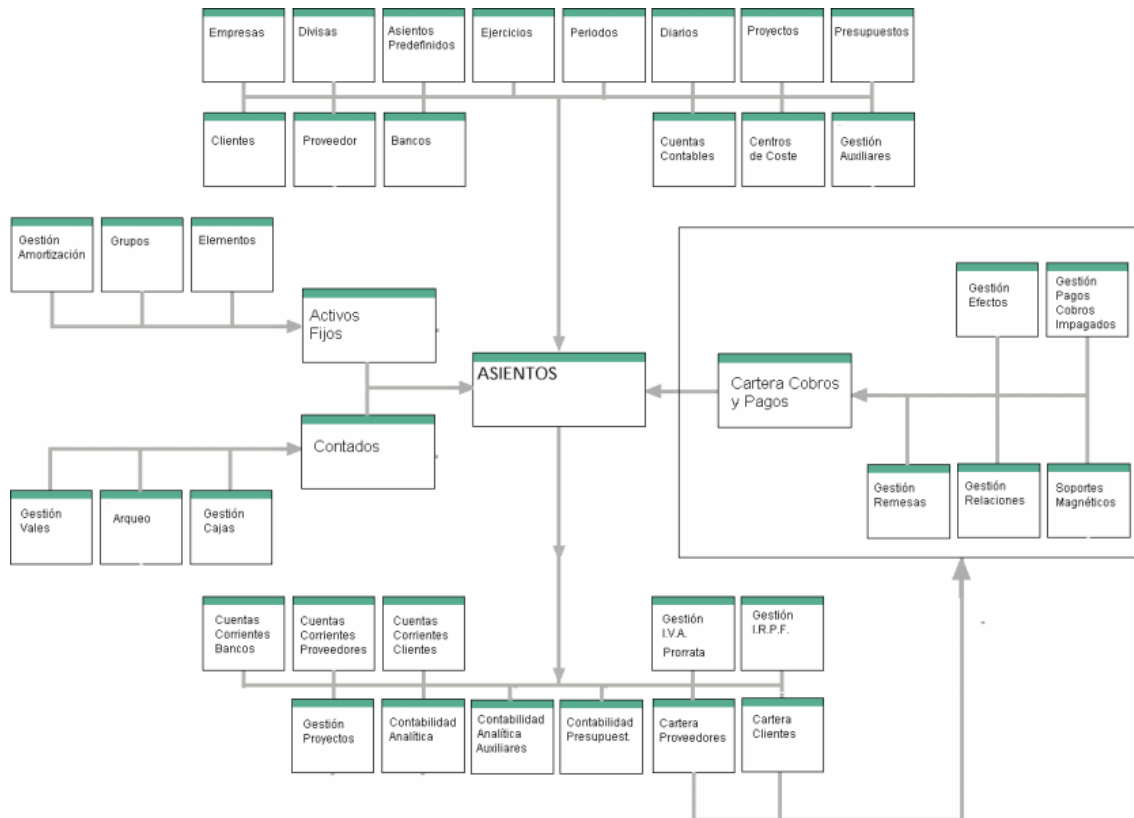 Empresas
Divisas
Asientos
Predefinidos
Ejercicios
Periodos
Diarios
Proyectos
Presupuestos
Clientes
Proveedor
Bancos
Cuentas
Contables
Centros
de Coste
Gestión
Auxiliares
Gestión
Amortización
Grupos
Elementos
Activos
Fijos
Gestión
Efectos
Gestión
Pagos
Cobros
Impagados
ASIENTOS
Cartera Cobros
y Pagos
Contados
Gestión
Vales
Arqueo
Gestión
Cajas
Gestión
Remesas
Gestión
Relaciones
Soportes
Magnéticos
Cuentas
Corrientes
Bancos
Cuentas
Corrientes
Proveedores
Cuentas
Corrientes
Clientes
Gestión
I.V.A.
Prorrata
Gestión
I.R.P.F.
Gestión
Proyectos
Contabilidad
Analítica
Contabilidad
Analítica
Auxiliares
Contabilidad
Presupuest.
Cartera
Proveedores
Cartera
Clientes